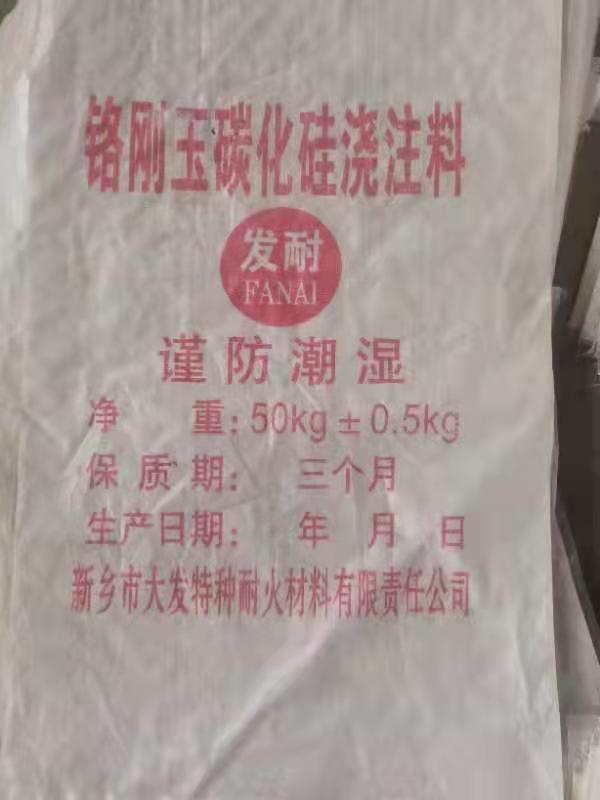 铬刚玉碳化硅浇注料
发耐
FANAI
谨防潮湿
净 重: 50kg ± 0.5kg
保质期: 三个月
生产日期: 年 月 日
新乡市大发特种耐火材料有限责任公司